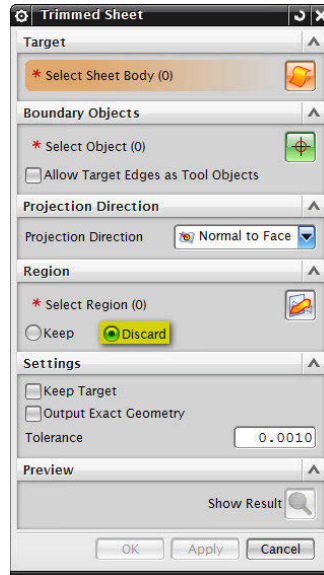 Trimmed Sheet
Target
* Select Sheet Body (0)
Boundary Objects
* Select Object (0)
Allow Target Edges as Tool Objects
Projection Direction
Projection Direction Normal to Face
Region
* Select Region (0)
Keep Discard
Settings
Keep Target
Output Exact Geometry
Tolerance 0.0010
Preview
Show Result
OK Apply Cancel